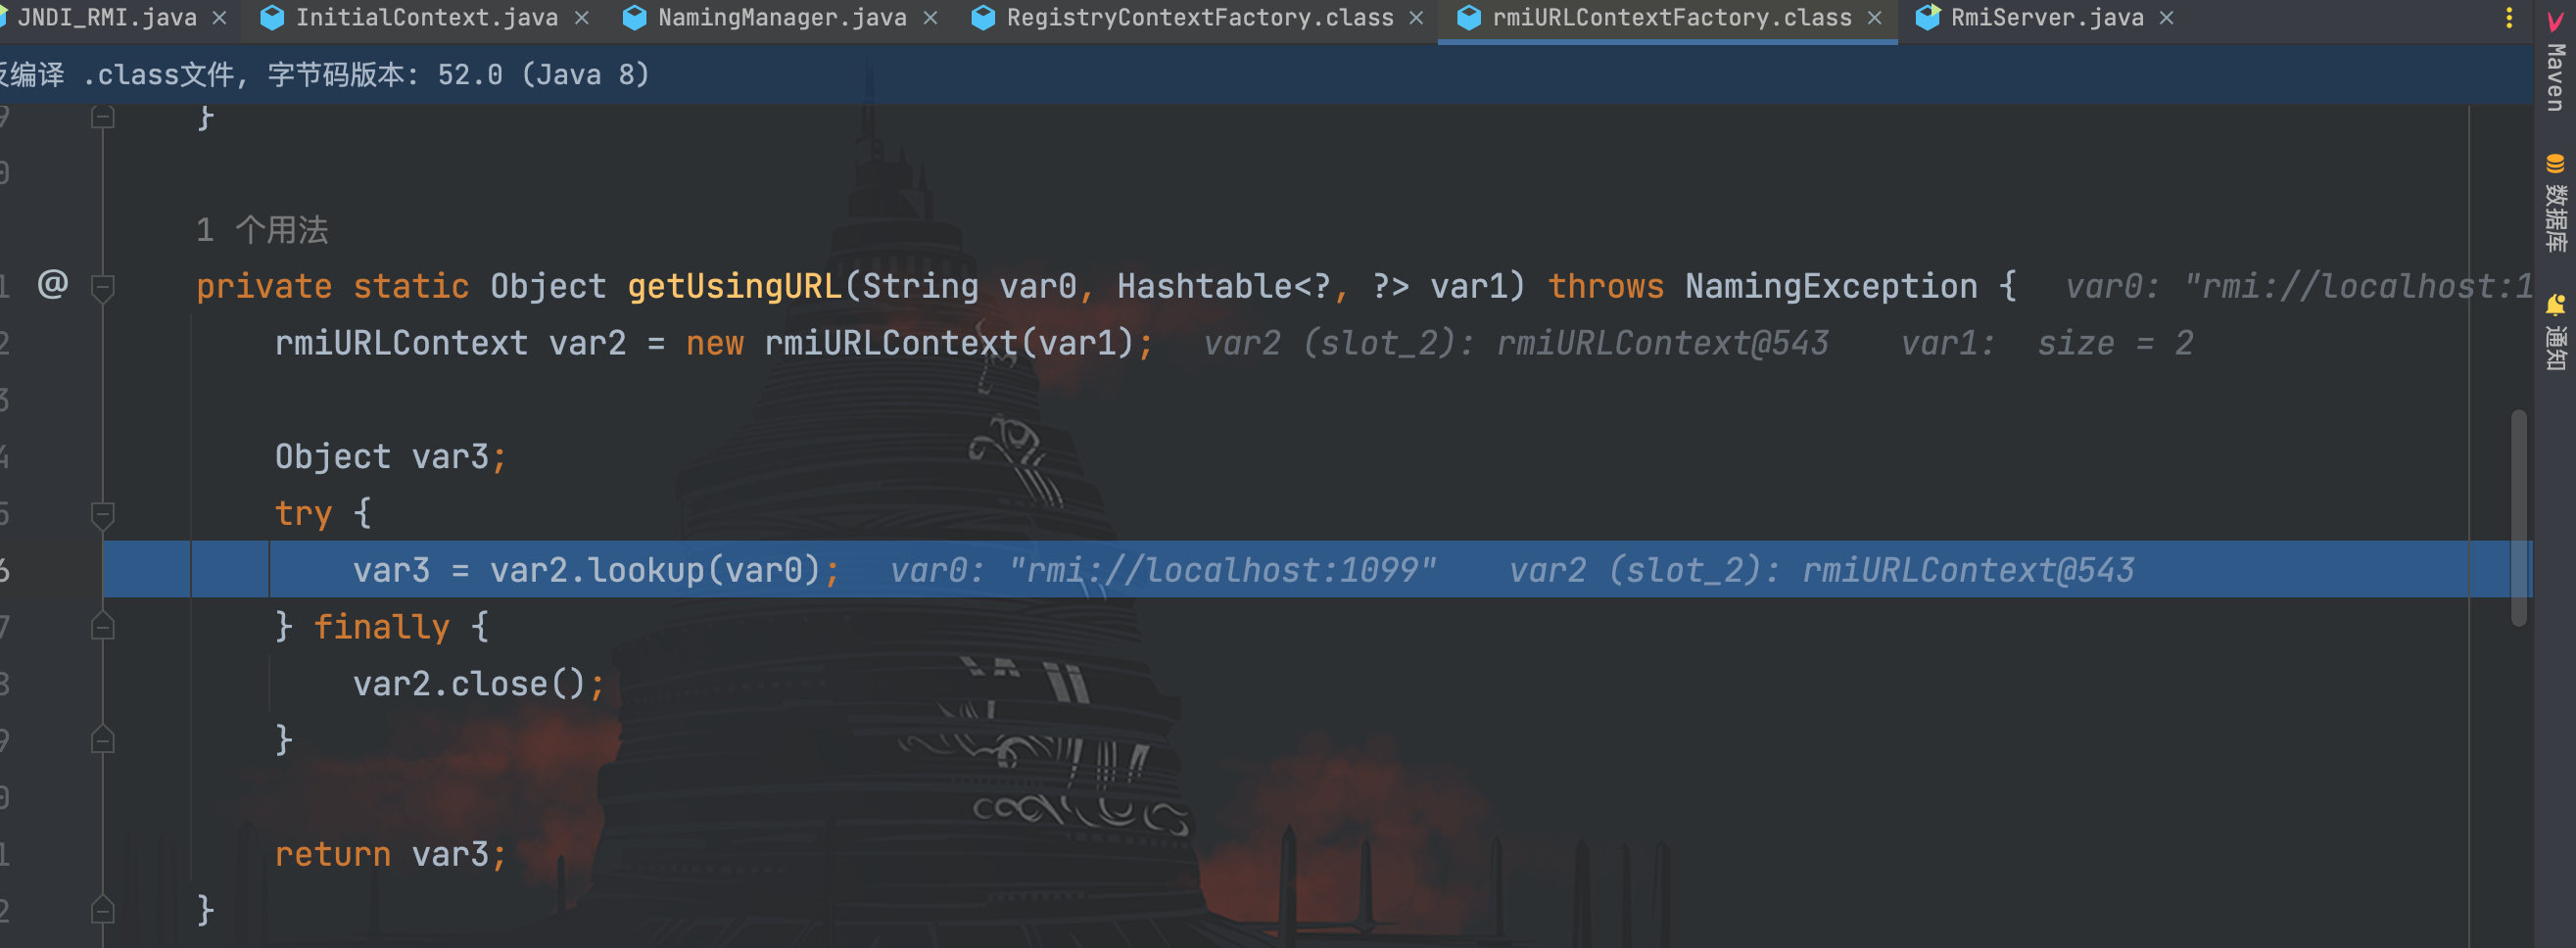 JNDI_RMI.java InitialContext.java NamingManager.java RegistryContextFactory.class rmiURLContextFactory.class RmiServer.java
反编译 .class文件, 字节码版本: 52.0 (Java 8)
}
1 个用法
@ private static Object getUsingURL(String var0, Hashtable<?, ?> var1) throws NamingException { var0: "rmi://localhost:1
rmiURLContext var2 = new rmiURLContext(var1); var2 (slot_2): rmiURLContext@543 var1: size = 2
Object var3;
try {
var3 = var2.lookup(var0); var0: "rmi://localhost:1099" var2 (slot_2): rmiURLContext@543
} finally {
var2.close();
}
return var3;
}
Maven
数据库
通知